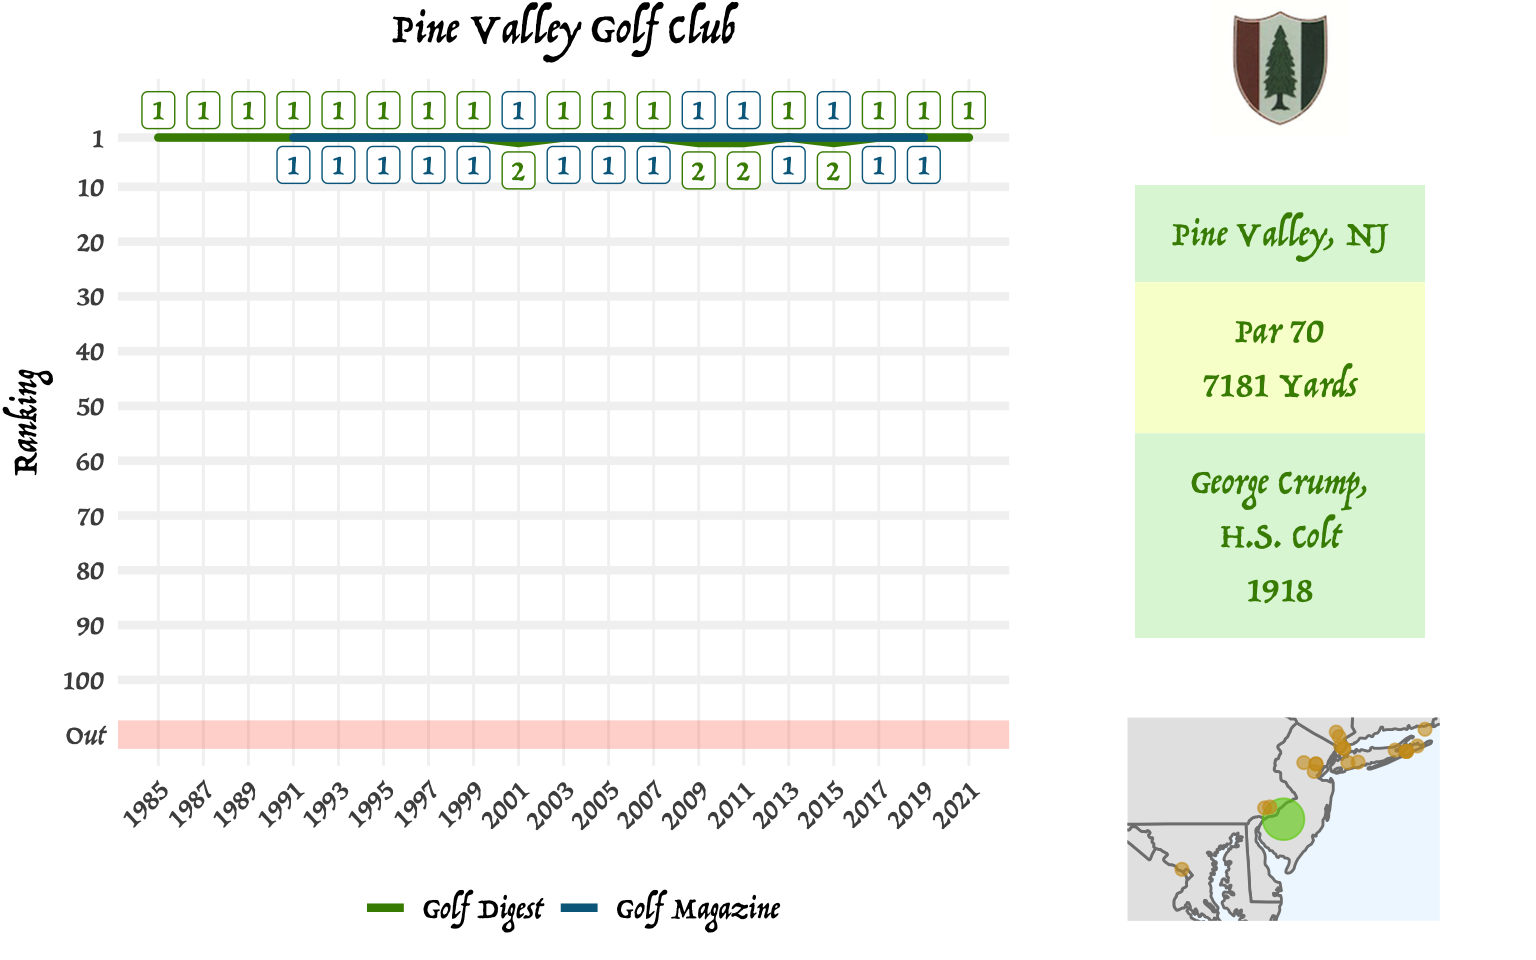 Pine Valley Golf Club
1 1 1 1 1 1 1 1 1 1 1 1 1 1 1 1 1 1 1
1
1 1 1 1 1 2 1 1 1 2 2 1 2 1 1
10
20
30
40
50
60
70
80
90
100
Out
Ranking
1985 1987 1989 1991 1993 1995 1997 1999 2001 2003 2005 2007 2009 2011 2013 2015 2017 2019 2021
Golf Digest Golf Magazine
Pine Valley, NJ
Par 70
7181 Yards
George Crump,
H.S. Colt
1918